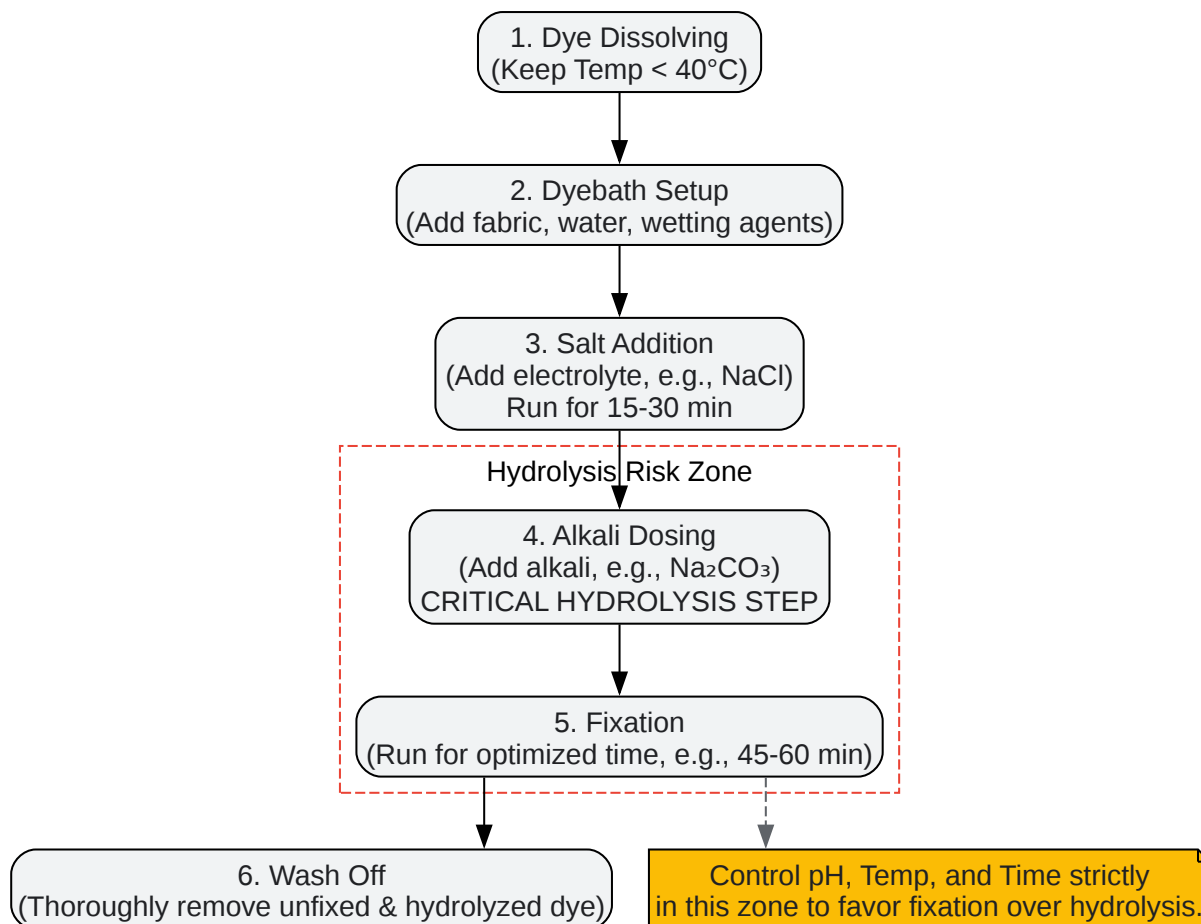 1. Dye Dissolving
(Keep Temp < 40°C)
2. Dyebath Setup
(Add fabric, water, wetting agents)
3. Salt Addition
(Add electrolyte, e.g., NaCl)
Run for 15-30 min
Hydrolysis Risk Zone
4. Alkali Dosing
(Add alkali, e.g., Na₂CO₃)
CRITICAL HYDROLYSIS STEP
5. Fixation
(Run for optimized time, e.g., 45-60 min)
6. Wash Off
(Thoroughly remove unfixed & hydrolyzed dye)
Control pH, Temp, and Time strictly
in this zone to favor fixation over hydrolysis